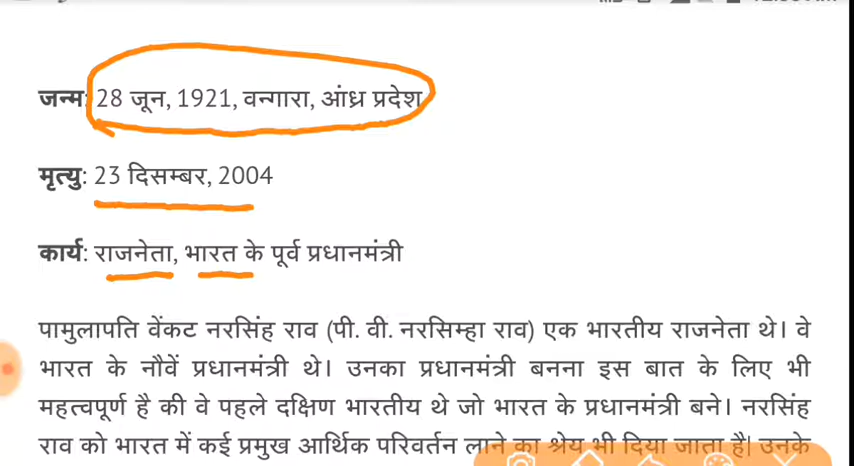 जन्म: 28 जून, 1921, वन्गारा, आंध्र प्रदेश
मृत्यु: 23 दिसम्बर, 2004
कार्य: राजनेता, भारत के पूर्व प्रधानमंत्री
पामुलापति वेंकट नरसिंह राव (पी. वी. नरसिम्हा राव) एक भारतीय राजनेता थे। वे
भारत के नौवें प्रधानमंत्री थे। उनका प्रधानमंत्री बनना इस बात के लिए भी
महत्वपूर्ण है की वे पहले दक्षिण भारतीय थे जो भारत के प्रधानमंत्री बने। नरसिंह
राव को भारत में कई प्रमुख आर्थिक परिवर्तन लाने का श्रेय भी दिया जाता है| उनके